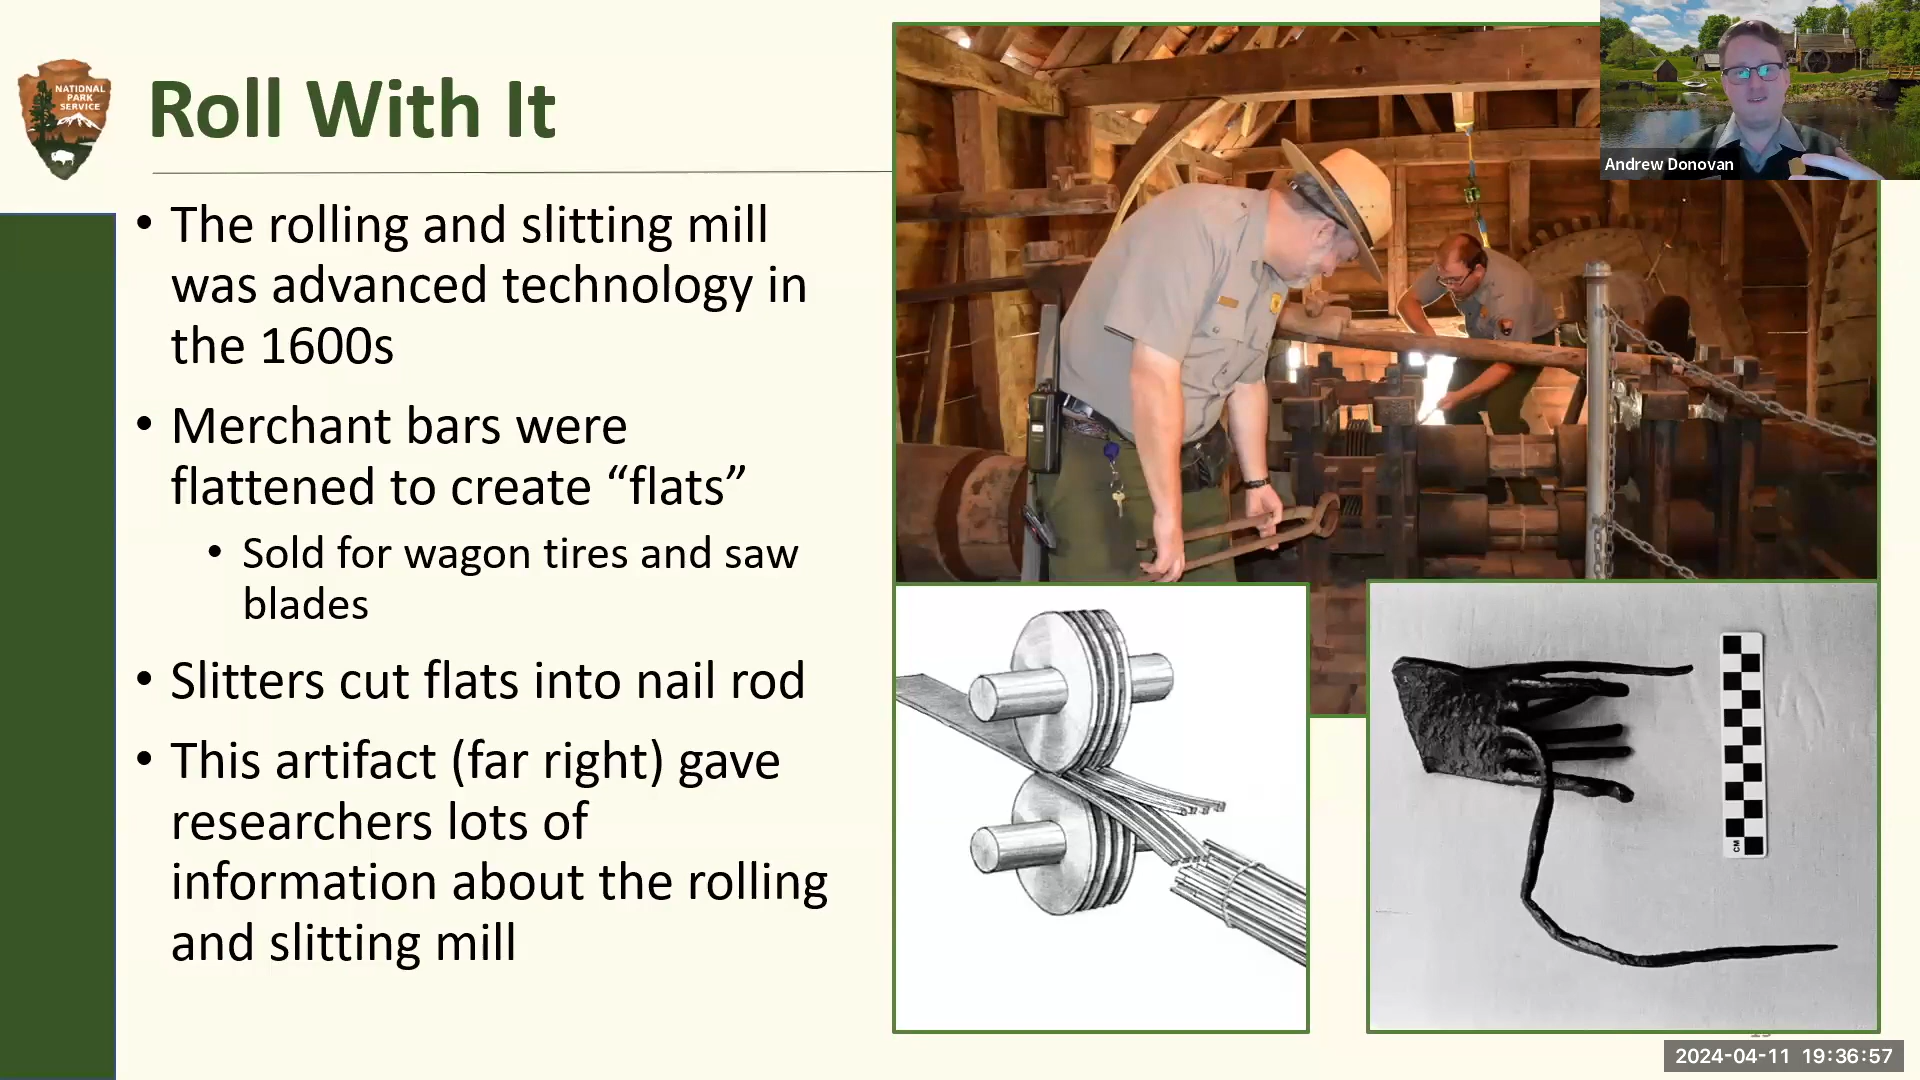 NATIONAL
PARK
SERVICE
Roll With It
• The rolling and slitting mill
was advanced technology in
the 1600s
• Merchant bars were
flattened to create “flats”
• Sold for wagon tires and saw
blades
• Slitters cut flats into nail rod
• This artifact (far right) gave
researchers lots of
information about the rolling
and slitting mill
Andrew Donovan
CM
2024-04-11 19:36:57